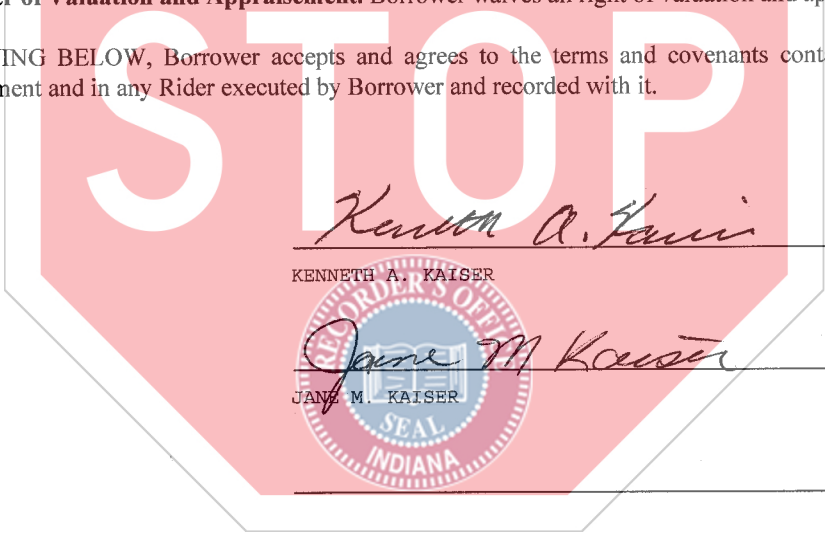 er of Valuation and Appraisement. Borrower waives all right of valuation and ap
ING BELOW, Borrower accepts and agrees to the terms and covenants cont
ment and in any Rider executed by Borrower and recorded with it.
STOP
Kenneth A. Kaiser
KENNETH A. KAISER
RECORDER'S OFFICE
Jane M Kaiser
JANE M. KAISER
SEAL
INDIANA